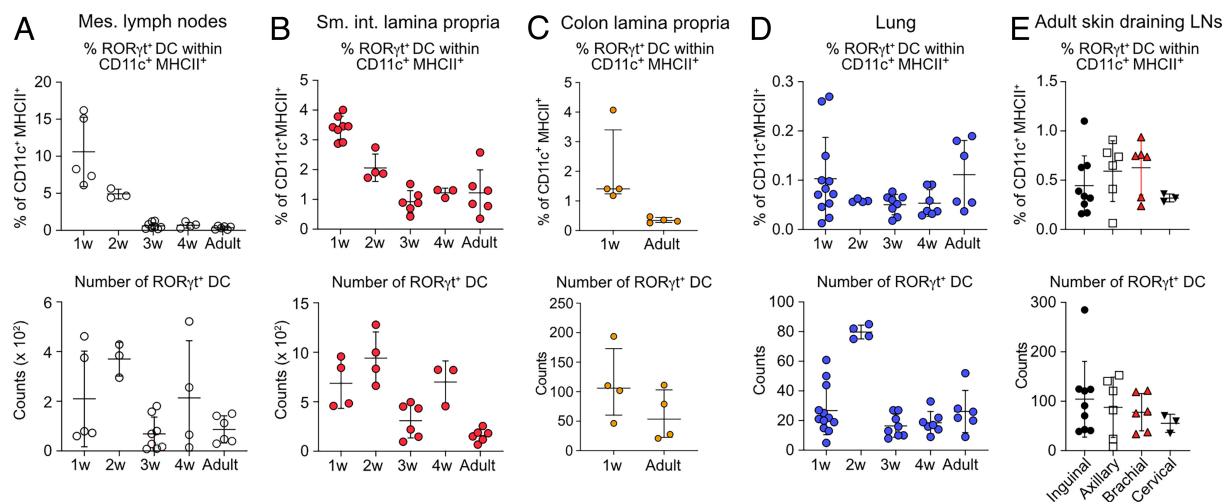 A
Mes. lymph nodes
% RORγt⁺ DC within
CD11c⁺ MHCII⁺
% of CD11c⁺ MHCII⁺
20
15
10
5
0
1w 2w 3w 4w Adult
Number of RORγt⁺ DC
Counts (x 10²)
6
4
2
0
1w 2w 3w 4w Adult
B
Sm. int. lamina propria
% RORγt⁺ DC within
CD11c⁺ MHCII⁺
% of CD11c⁺MHCII⁺
5
4
3
2
1
0
1w 2w 3w 4w Adult
Number of RORγt⁺ DC
Counts (x 10²)
15
10
5
0
1w 2w 3w 4w Adult
C
Colon lamina propria
% RORγt⁺ DC within
CD11c⁺ MHCII⁺
% of CD11c⁺ MHCII⁺
5
4
3
2
1
0
1w Adult
Number of RORγt⁺ DC
Counts
250
200
150
100
50
0
1w Adult
D
Lung
% RORγt⁺ DC within
CD11c⁺ MHCII⁺
% of CD11c⁺MHCII⁺
0.3
0.2
0.1
0.0
1w 2w 3w 4w Adult
Number of RORγt⁺ DC
Counts
100
80
60
40
20
0
1w 2w 3w 4w Adult
E
Adult skin draining LNs
% RORγt⁺ DC within
CD11c⁺ MHCII⁺
% of CD11c⁺ MHCII⁺
1.5
1.0
0.5
0.0
Number of RORγt⁺ DC
Counts
300
200
100
0
Inguinal
Axillary
Brachial
Cervical